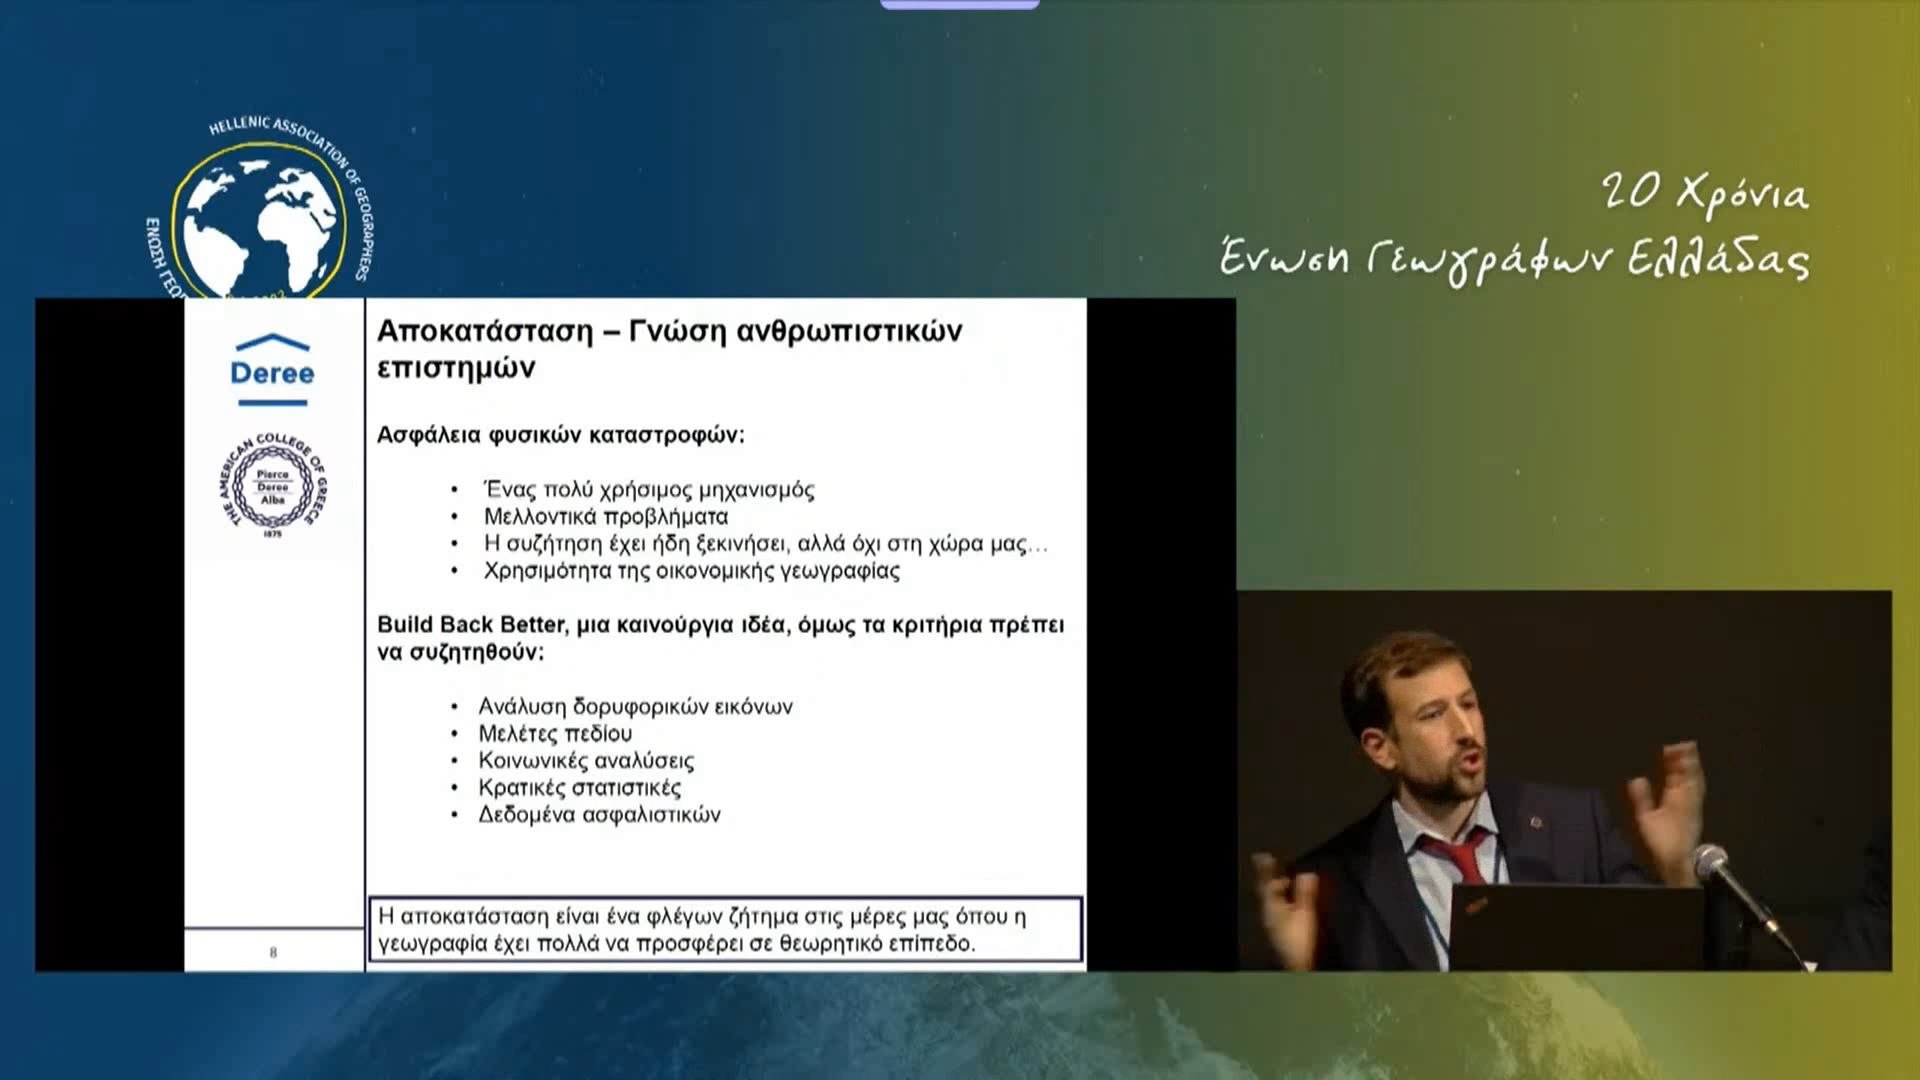 HELLENIC ASSOCIATION OF GEOGRAPHERS
20 Χρόνια
Ένωση Γεωγράφων Ελλάδας
ΕΝΩΣΗ
Deere
THE AMERICAN COLLEGE OF GREECE
Pierce
Deree
Alba
1875
Αποκατάσταση – Γνώση ανθρωπιστικών
επιστημών
Ασφάλεια φυσικών καταστροφών:
• Ένας πολύ χρήσιμος μηχανισμός
• Μελλοντικά προβλήματα
• Η συζήτηση έχει ήδη ξεκινήσει, αλλά όχι στη χώρα μας…
• Χρησιμότητα της οικονομικής γεωγραφίας
Build Back Better, μια καινούργια ιδέα, όμως τα κριτήρια πρέπει
να συζητηθούν:
• Ανάλυση δορυφορικών εικόνων
• Μελέτες πεδίου
• Κοινωνικές αναλύσεις
• Κρατικές στατιστικές
• Δεδομένα ασφαλιστικών
Η αποκατάσταση είναι ένα φλέγων ζήτημα στις μέρες μας όπου η
γεωγραφία έχει πολλά να προσφέρει σε θεωρητικό επίπεδο.
8